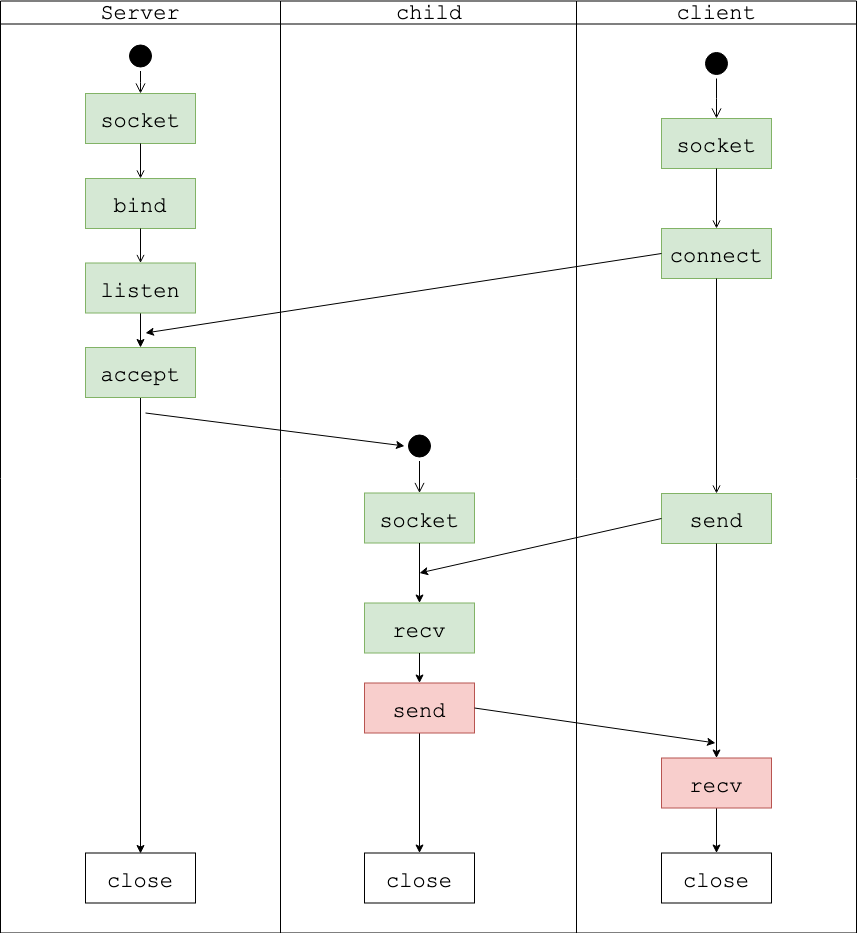 Server
child
client
socket
bind
listen
accept
close
socket
recv
send
close
socket
connect
send
recv
close